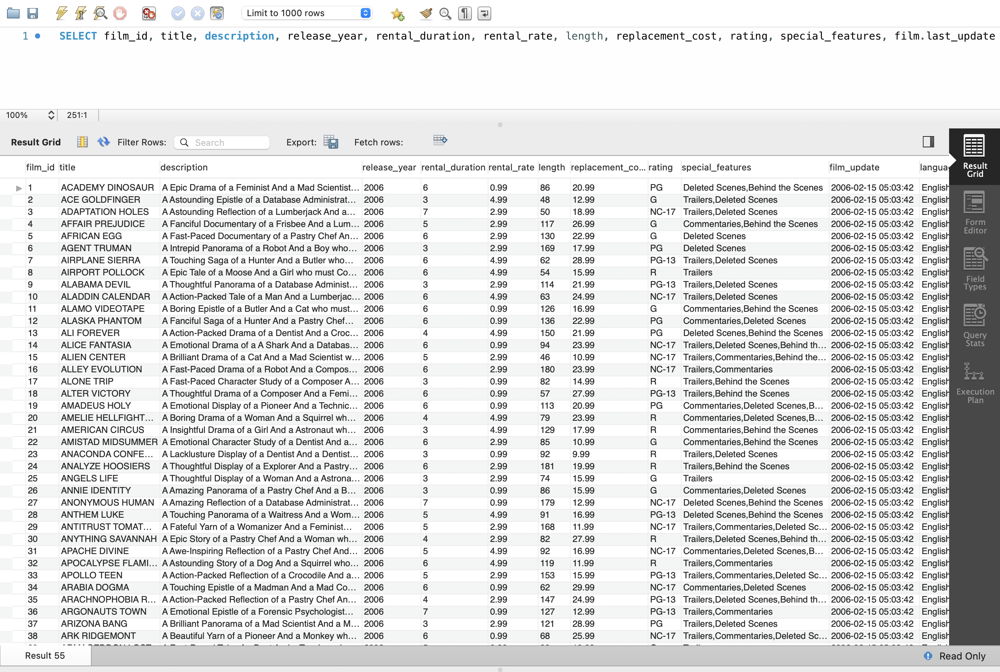 Limit to 1000 rows
1 SELECT film_id, title, description, release_year, rental_duration, rental_rate, length, replacement_cost, rating, special_features, film.last_update
100% 251:1
Result Grid Filter Rows: Search Export: Fetch rows:
film_id title description release_year rental_duration rental_rate length replacement_co... rating special_features film_update
1 ACADEMY DINOSAUR A Epic Drama of a Feminist And a Mad Scientist... 2006 6 0.99 86 20.99 PG Deleted Scenes,Behind the Scenes 2006-02-15 05:03:42 English
2 ACE GOLDFINGER A Astounding Epistle of a Database Administrat... 2006 3 4.99 48 12.99 G Trailers,Deleted Scenes 2006-02-15 05:03:42 English
3 ADAPTATION HOLES A Astounding Reflection of a Lumberjack And a... 2006 7 2.99 50 18.99 NC-17 Trailers,Deleted Scenes 2006-02-15 05:03:42 English
4 AFFAIR PREJUDICE A Fanciful Documentary of a Frisbee And a Lum... 2006 5 2.99 117 26.99 G Commentaries,Behind the Scenes 2006-02-15 05:03:42 English
5 AFRICAN EGG A Fast-Paced Documentary of a Pastry Chef An... 2006 6 2.99 130 22.99 G Deleted Scenes 2006-02-15 05:03:42 English
6 AGENT TRUMAN A Intrepid Panorama of a Robot And a Boy who... 2006 3 2.99 169 17.99 PG Deleted Scenes 2006-02-15 05:03:42 English
7 AIRPLANE SIERRA A Touching Saga of a Hunter And a Butler who... 2006 6 4.99 62 28.99 PG-13 Trailers,Deleted Scenes 2006-02-15 05:03:42 English
8 AIRPORT POLLOCK A Epic Tale of a Moose And a Girl who must Co... 2006 6 4.99 54 15.99 R Trailers 2006-02-15 05:03:42 English
9 ALABAMA DEVIL A Thoughtful Panorama of a Database Administ... 2006 3 2.99 114 21.99 PG-13 Trailers,Deleted Scenes 2006-02-15 05:03:42 English
10 ALADDIN CALENDAR A Action-Packed Tale of a Man And a Lumberjac... 2006 6 4.99 63 24.99 NC-17 Trailers,Deleted Scenes 2006-02-15 05:03:42 English
11 ALAMO VIDEOTAPE A Boring Epistle of a Butler And a Cat who must... 2006 6 0.99 126 16.99 G Commentaries,Behind the Scenes 2006-02-15 05:03:42 English
12 ALASKA PHANTOM A Fanciful Saga of a Hunter And a Pastry Chef... 2006 6 0.99 136 22.99 PG Commentaries,Deleted Scenes 2006-02-15 05:03:42 English
13 ALI FOREVER A Action-Packed Drama of a Dentist And a Croc... 2006 4 4.99 150 21.99 PG Deleted Scenes,Behind the Scenes 2006-02-15 05:03:42 English
14 ALICE FANTASIA A Emotional Drama of a A Shark And a Databas... 2006 6 0.99 94 23.99 NC-17 Trailers,Deleted Scenes,Behind th... 2006-02-15 05:03:42 English
15 ALIEN CENTER A Brilliant Drama of a Cat And a Mad Scientist w... 2006 5 2.99 46 10.99 NC-17 Trailers,Commentaries,Behind the... 2006-02-15 05:03:42 English
16 ALLEY EVOLUTION A Fast-Paced Drama of a Robot And a Compos... 2006 6 2.99 180 23.99 NC-17 Trailers,Commentaries 2006-02-15 05:03:42 English
17 ALONE TRIP A Fast-Paced Character Study of a Composer A... 2006 3 0.99 82 14.99 R Trailers,Behind the Scenes 2006-02-15 05:03:42 English
18 ALTER VICTORY A Thoughtful Drama of a Composer And a Femi... 2006 6 0.99 57 27.99 PG-13 Trailers,Behind the Scenes 2006-02-15 05:03:42 English
19 AMADEUS HOLY A Emotional Display of a Pioneer And a Technic... 2006 6 0.99 113 20.99 PG Commentaries,Deleted Scenes,B... 2006-02-15 05:03:42 English
20 AMELIE HELLFIGHT... A Boring Drama of a Woman And a Squirrel wh... 2006 4 4.99 79 23.99 R Commentaries,Deleted Scenes,B... 2006-02-15 05:03:42 English
21 AMERICAN CIRCUS A Insightful Drama of a Girl And a Astronaut wh... 2006 3 4.99 129 17.99 R Commentaries,Behind the Scenes 2006-02-15 05:03:42 English
22 AMISTAD MIDSUMMER A Emotional Character Study of a Dentist And a... 2006 6 2.99 85 10.99 G Commentaries,Behind the Scenes 2006-02-15 05:03:42 English
23 ANACONDA CONFE... A Lacklusture Display of a Dentist And a Dentist... 2006 3 0.99 92 9.99 R Trailers,Deleted Scenes 2006-02-15 05:03:42 English
24 ANALYZE HOOSIERS A Thoughtful Display of a Explorer And a Pastry... 2006 6 2.99 181 19.99 R Trailers,Behind the Scenes 2006-02-15 05:03:42 English
25 ANGELS LIFE A Thoughtful Display of a Woman And a Astrona... 2006 3 2.99 74 15.99 G Trailers 2006-02-15 05:03:42 English
26 ANNIE IDENTITY A Amazing Panorama of a Pastry Chef And a B... 2006 3 0.99 86 15.99 G Commentaries,Deleted Scenes 2006-02-15 05:03:42 English
27 ANONYMOUS HUMAN A Amazing Reflection of a Database Administrat... 2006 7 0.99 179 12.99 NC-17 Deleted Scenes,Behind the Scenes 2006-02-15 05:03:42 English
28 ANTHEM LUKE A Touching Panorama of a Waitress And a Wom... 2006 5 4.99 91 16.99 PG-13 Deleted Scenes,Behind the Scenes 2006-02-15 05:03:42 English
29 ANTITRUST TOMAT... A Fateful Yarn of a Womanizer And a Feminist... 2006 5 2.99 168 11.99 NC-17 Trailers,Commentaries,Deleted Sc... 2006-02-15 05:03:42 English
30 ANYTHING SAVANNAH A Epic Story of a Pastry Chef And a Woman wh... 2006 4 2.99 82 27.99 R Trailers,Deleted Scenes,Behind th... 2006-02-15 05:03:42 English
31 APACHE DIVINE A Awe-Inspiring Reflection of a Pastry Chef And... 2006 5 4.99 92 16.99 NC-17 Commentaries,Deleted Scenes,B... 2006-02-15 05:03:42 English
32 APOCALYPSE FLAMI... A Astounding Story of a Dog And a Squirrel who... 2006 6 4.99 119 11.99 R Trailers,Commentaries 2006-02-15 05:03:42 English
33 APOLLO TEEN A Action-Packed Reflection of a Crocodile And a... 2006 5 2.99 153 15.99 PG-13 Trailers,Commentaries,Deleted Sc... 2006-02-15 05:03:42 English
34 ARABIA DOGMA A Touching Epistle of a Madman And a Mad Co... 2006 6 0.99 62 29.99 NC-17 Commentaries,Deleted Scenes 2006-02-15 05:03:42 English
35 ARACHNOPHOBIA R... A Action-Packed Reflection of a Pastry Chef An... 2006 4 2.99 147 24.99 PG-13 Trailers,Deleted Scenes,Behind th... 2006-02-15 05:03:42 English
36 ARGONAUTS TOWN A Emotional Epistle of a Forensic Psychologist... 2006 7 0.99 127 12.99 PG-13 Trailers,Commentaries 2006-02-15 05:03:42 English
37 ARIZONA BANG A Brilliant Panorama of a Mad Scientist And a M... 2006 3 2.99 121 28.99 PG Trailers,Deleted Scenes 2006-02-15 05:03:42 English
38 ARK RIDGEMONT A Beautiful Yarn of a Pioneer And a Monkey wh... 2006 6 0.99 68 25.99 NC-17 Trailers,Commentaries,Deleted Sc... 2006-02-15 05:03:42 English
Result
Grid
Form
Editor
Field
Types
Query
Stats
Execution
Plan
Result 55
Read Only